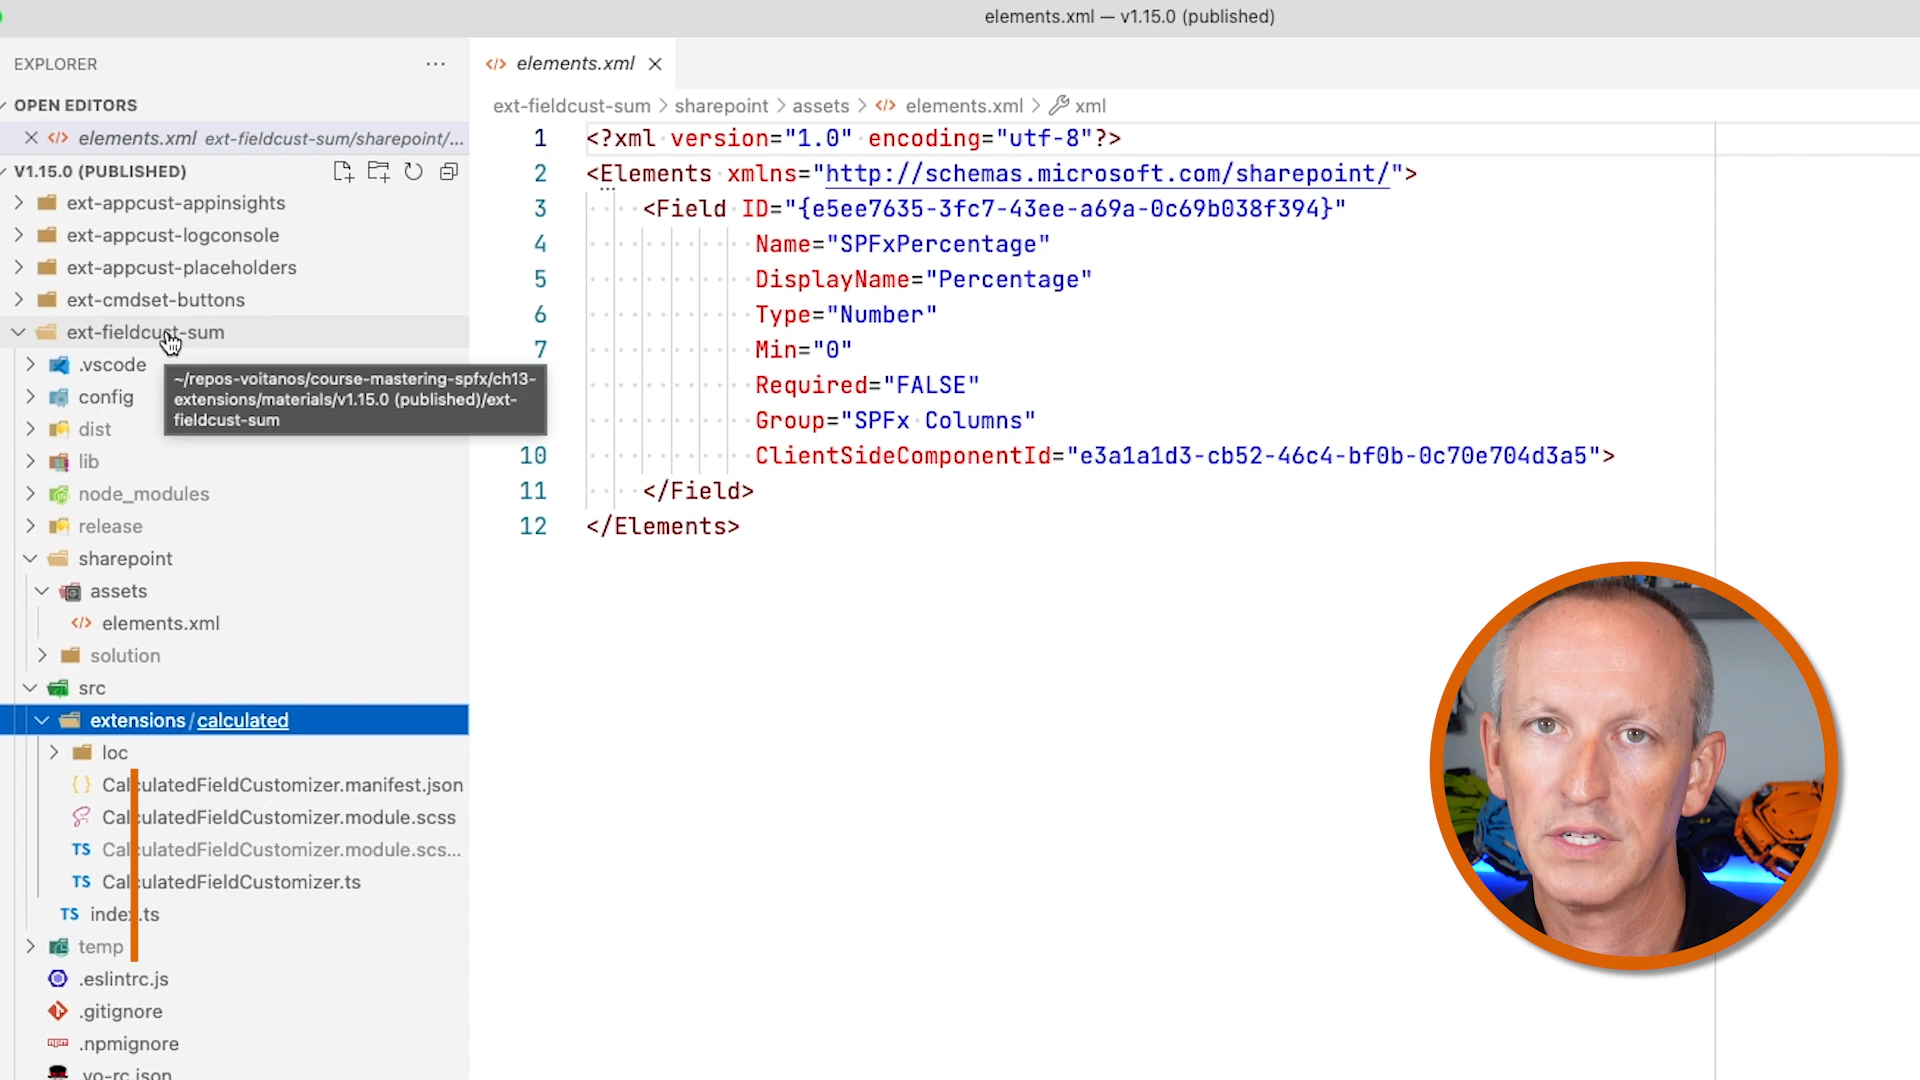 elements.xml — v1.15.0 (published)
EXPLORER
OPEN EDITORS
elements.xml ext-fieldcust-sum/sharepoint/...
V1.15.0 (PUBLISHED)
ext-appcust-appinsights
ext-appcust-logconsole
ext-appcust-placeholders
ext-cmdset-buttons
ext-fieldcust-sum
.vscode
~/repos-voitanos/course-mastering-spfx/ch13-
extensions/materials/v1.15.0 (published)/ext-
fieldcust-sum
config
dist
lib
node_modules
release
sharepoint
assets
elements.xml
solution
src
extensions / calculated
loc
CalculatedFieldCustomizer.manifest.json
CalculatedFieldCustomizer.module.scss
TS CalculatedFieldCustomizer.module.scs...
TS CalculatedFieldCustomizer.ts
TS index.ts
temp
.eslintrc.js
.gitignore
npm .npmignore
.yo-rc.json
elements.xml
ext-fieldcust-sum > sharepoint > assets > elements.xml > xml
1 <?xml version="1.0" encoding="utf-8"?>
2 <Elements xmlns="http://schemas.microsoft.com/sharepoint/">
3 <Field ID="{e5ee7635-3fc7-43ee-a69a-0c69b038f394}"
4 Name="SPFxPercentage"
5 DisplayName="Percentage"
6 Type="Number"
7 Min="0"
Required="FALSE"
Group="SPFx Columns"
10 ClientSideComponentId="e3a1a1d3-cb52-46c4-bf0b-0c70e704d3a5">
11 </Field>
12 </Elements>